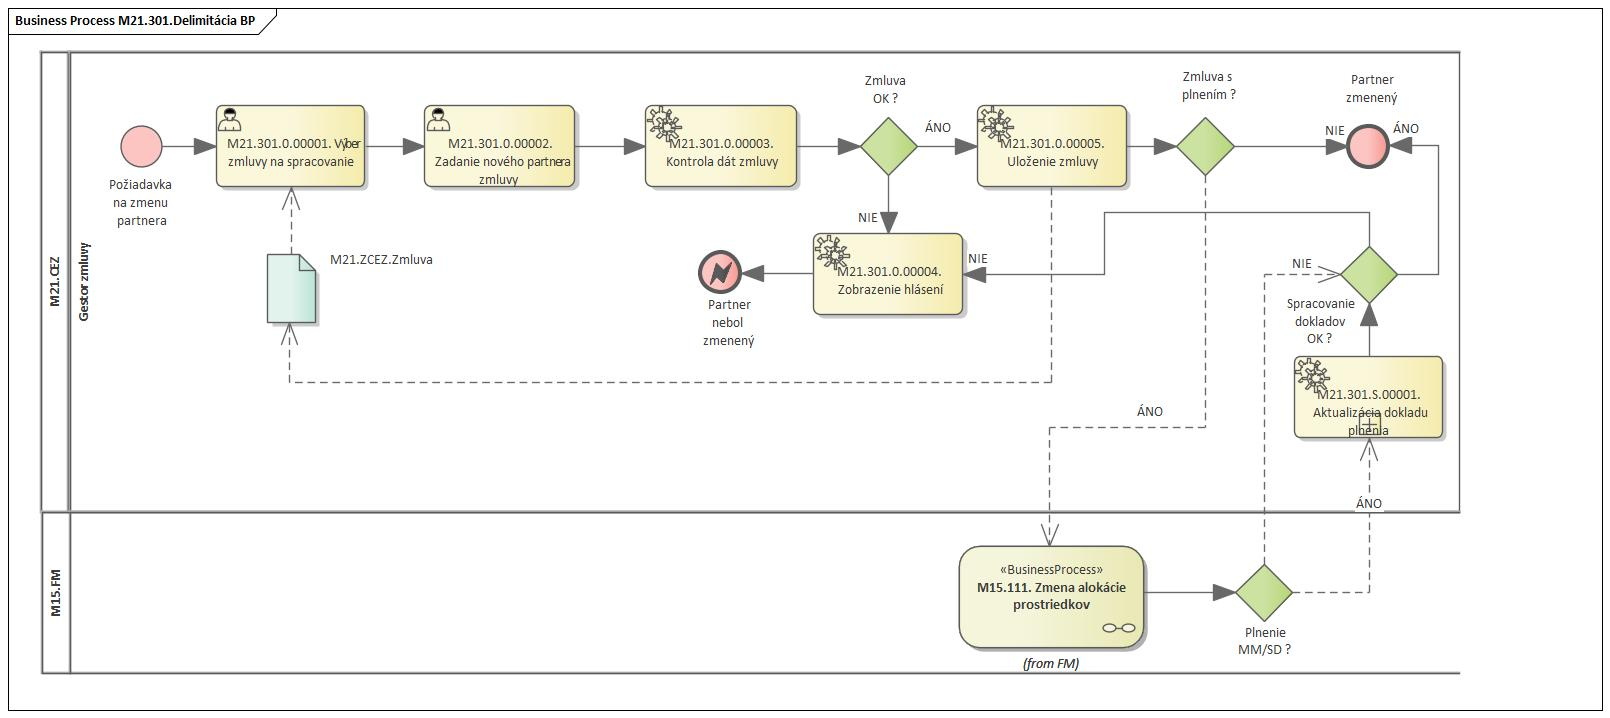 Business Process M21.301.Delimitácia BP
M21.CEZ
Gestor zmluvy
Požiadavka
na zmenu
partnera
M21.301.0.00001. Výber
zmluvy na spracovanie
M21.301.0.00002.
Zadanie nového partnera
zmluvy
M21.301.0.00003.
Kontrola dát zmluvy
Zmluva
OK ?
ÁNO
NIE
M21.301.0.00005.
Uloženie zmluvy
Zmluva s
plnením ?
NIE
Partner
zmenený
ÁNO
M21.ZCEZ.Zmluva
Partner
nebol
zmenený
M21.301.0.00004.
Zobrazenie hlásení
NIE
NIE
Spracovanie
dokladov
OK ?
M21.301.S.00001.
Aktualizácia dokladu
plnenia
ÁNO
ÁNO
M15.FM
«BusinessProcess»
M15.111. Zmena alokácie
prostriedkov
(from FM)
Plnenie
MM/SD ?